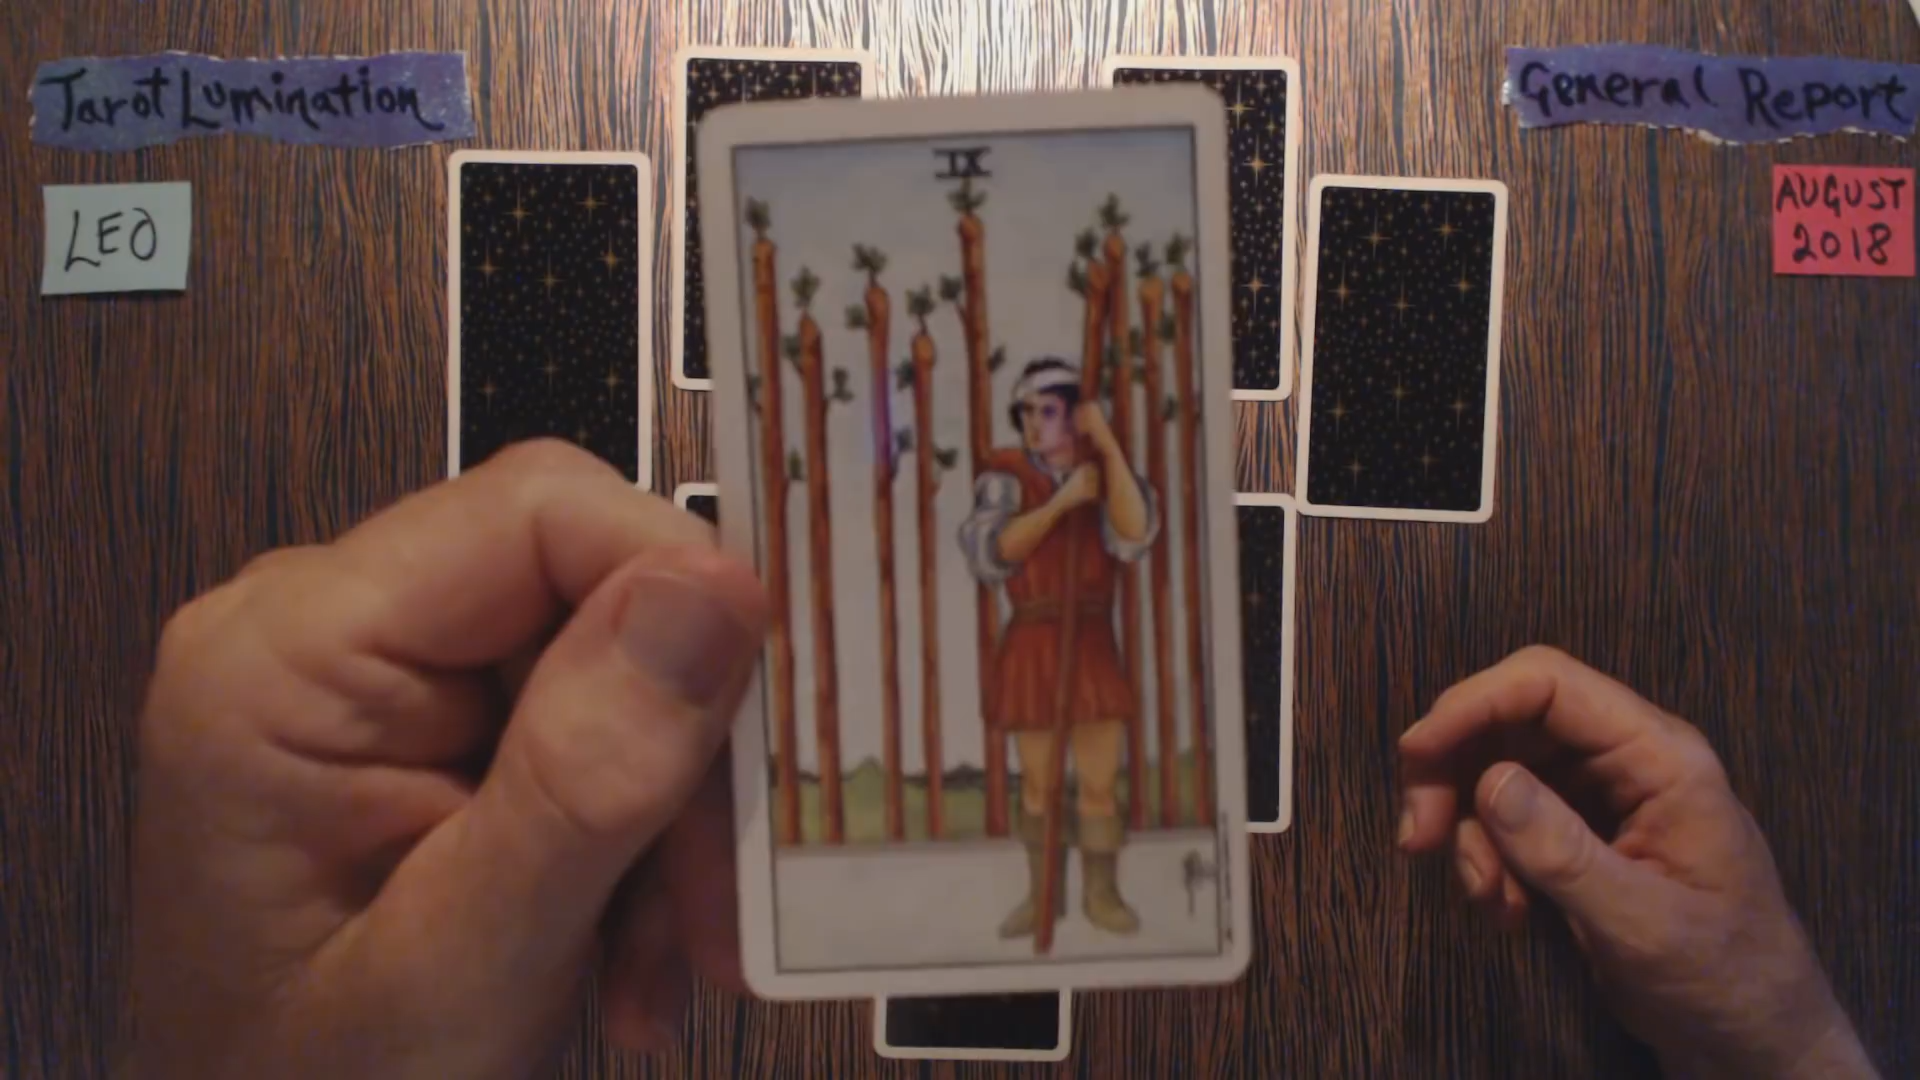 Tarot Lumination
General Report
LEO
AUGUST
2018
IX